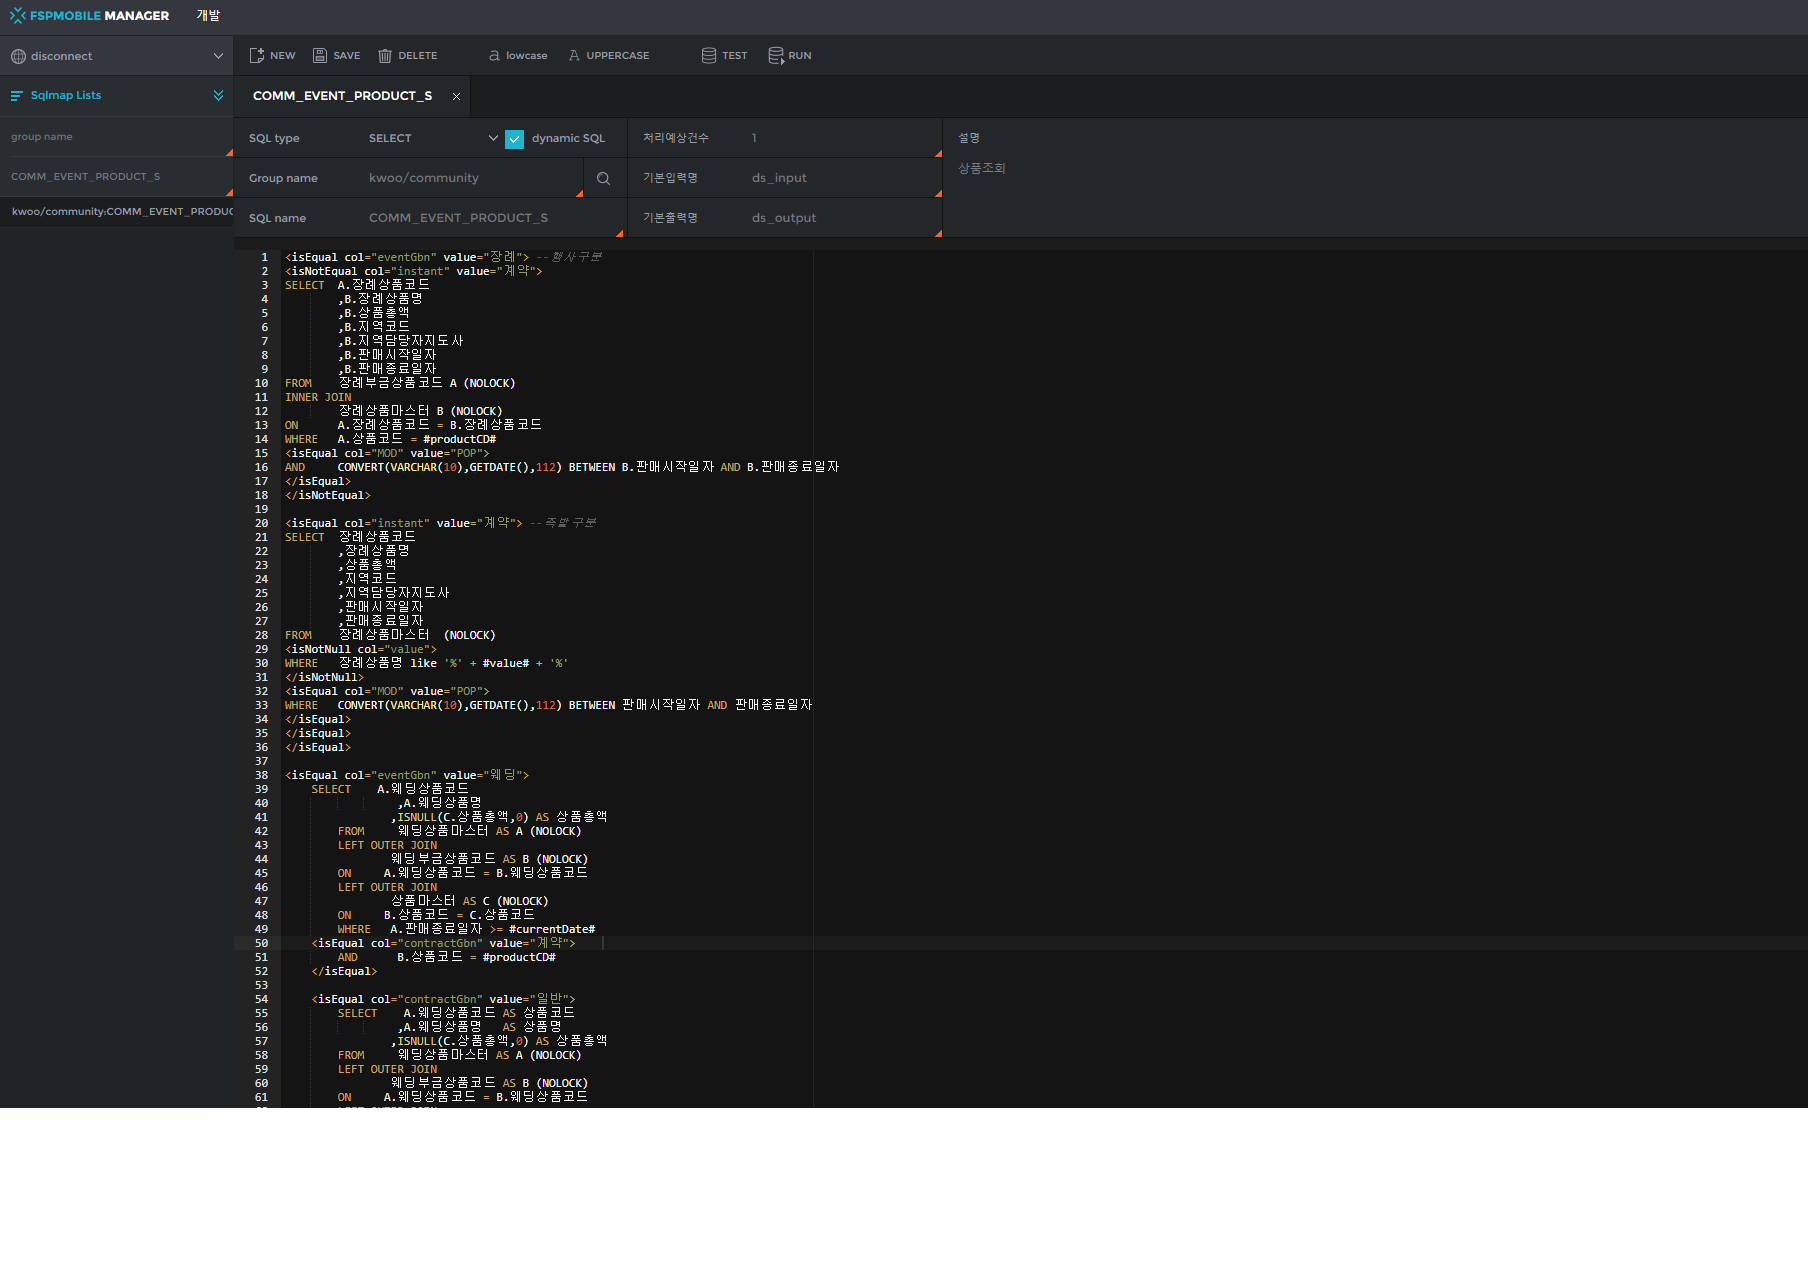 FSPMOBILE MANAGER 개발
disconnect
NEW SAVE DELETE a lowcase A UPPERCASE TEST RUN
Sqlmap Lists
COMM_EVENT_PRODUCT_S ×
group name
COMM_EVENT_PRODUCT_S
kwoo/community:COMM_EVENT_PRODUC
SQL type SELECT dynamic SQL 처리예상건수 1 설명
Group name kwoo/community 기본입력명 ds_input 상품조회
SQL name COMM_EVENT_PRODUCT_S 기본출력명 ds_output
1 <isEqual col="eventGbn" value="장례"> --행사구분
2 <isNotEqual col="instant" value="계약">
3 SELECT A.장례상품코드
4 ,B.장례상품명
5 ,B.상품총액
6 ,B.지역코드
7 ,B.지역담당자지도사
8 ,B.판매시작일자
9 ,B.판매종료일자
10 FROM 장례부금상품코드 A (NOLOCK)
11 INNER JOIN
12 장례상품마스터 B (NOLOCK)
13 ON A.장례상품코드 = B.장례상품코드
14 WHERE A.상품코드 = #productCD#
15 <isEqual col="MOD" value="POP">
16 AND CONVERT(VARCHAR(10),GETDATE(),112) BETWEEN B.판매시작일자 AND B.판매종료일자
17 </isEqual>
18 </isNotEqual>
19
20 <isEqual col="instant" value="계약"> --즉발구분
21 SELECT 장례상품코드
22 ,장례상품명
23 ,상품총액
24 ,지역코드
25 ,지역담당자지도사
26 ,판매시작일자
27 ,판매종료일자
28 FROM 장례상품마스터 (NOLOCK)
29 <isNotNull col="value">
30 WHERE 장례상품명 like '%' + #value# + '%'
31 </isNotNull>
32 <isEqual col="MOD" value="POP">
33 WHERE CONVERT(VARCHAR(10),GETDATE(),112) BETWEEN 판매시작일자 AND 판매종료일자
34 </isEqual>
35 </isEqual>
36 </isEqual>
37
38 <isEqual col="eventGbn" value="웨딩">
39 SELECT A.웨딩상품코드
40 ,A.웨딩상품명
41 ,ISNULL(C.상품총액,0) AS 상품총액
42 FROM 웨딩상품마스터 AS A (NOLOCK)
43 LEFT OUTER JOIN
44 웨딩부금상품코드 AS B (NOLOCK)
45 ON A.웨딩상품코드 = B.웨딩상품코드
46 LEFT OUTER JOIN
47 상품마스터 AS C (NOLOCK)
48 ON B.상품코드 = C.상품코드
49 WHERE A.판매종료일자 >= #currentDate#
50 <isEqual col="contractGbn" value="계약">
51 AND B.상품코드 = #productCD#
52 </isEqual>
53
54 <isEqual col="contractGbn" value="일반">
55 SELECT A.웨딩상품코드 AS 상품코드
56 ,A.웨딩상품명 AS 상품명
57 ,ISNULL(C.상품총액,0) AS 상품총액
58 FROM 웨딩상품마스터 AS A (NOLOCK)
59 LEFT OUTER JOIN
60 웨딩부금상품코드 AS B (NOLOCK)
61 ON A.웨딩상품코드 = B.웨딩상품코드